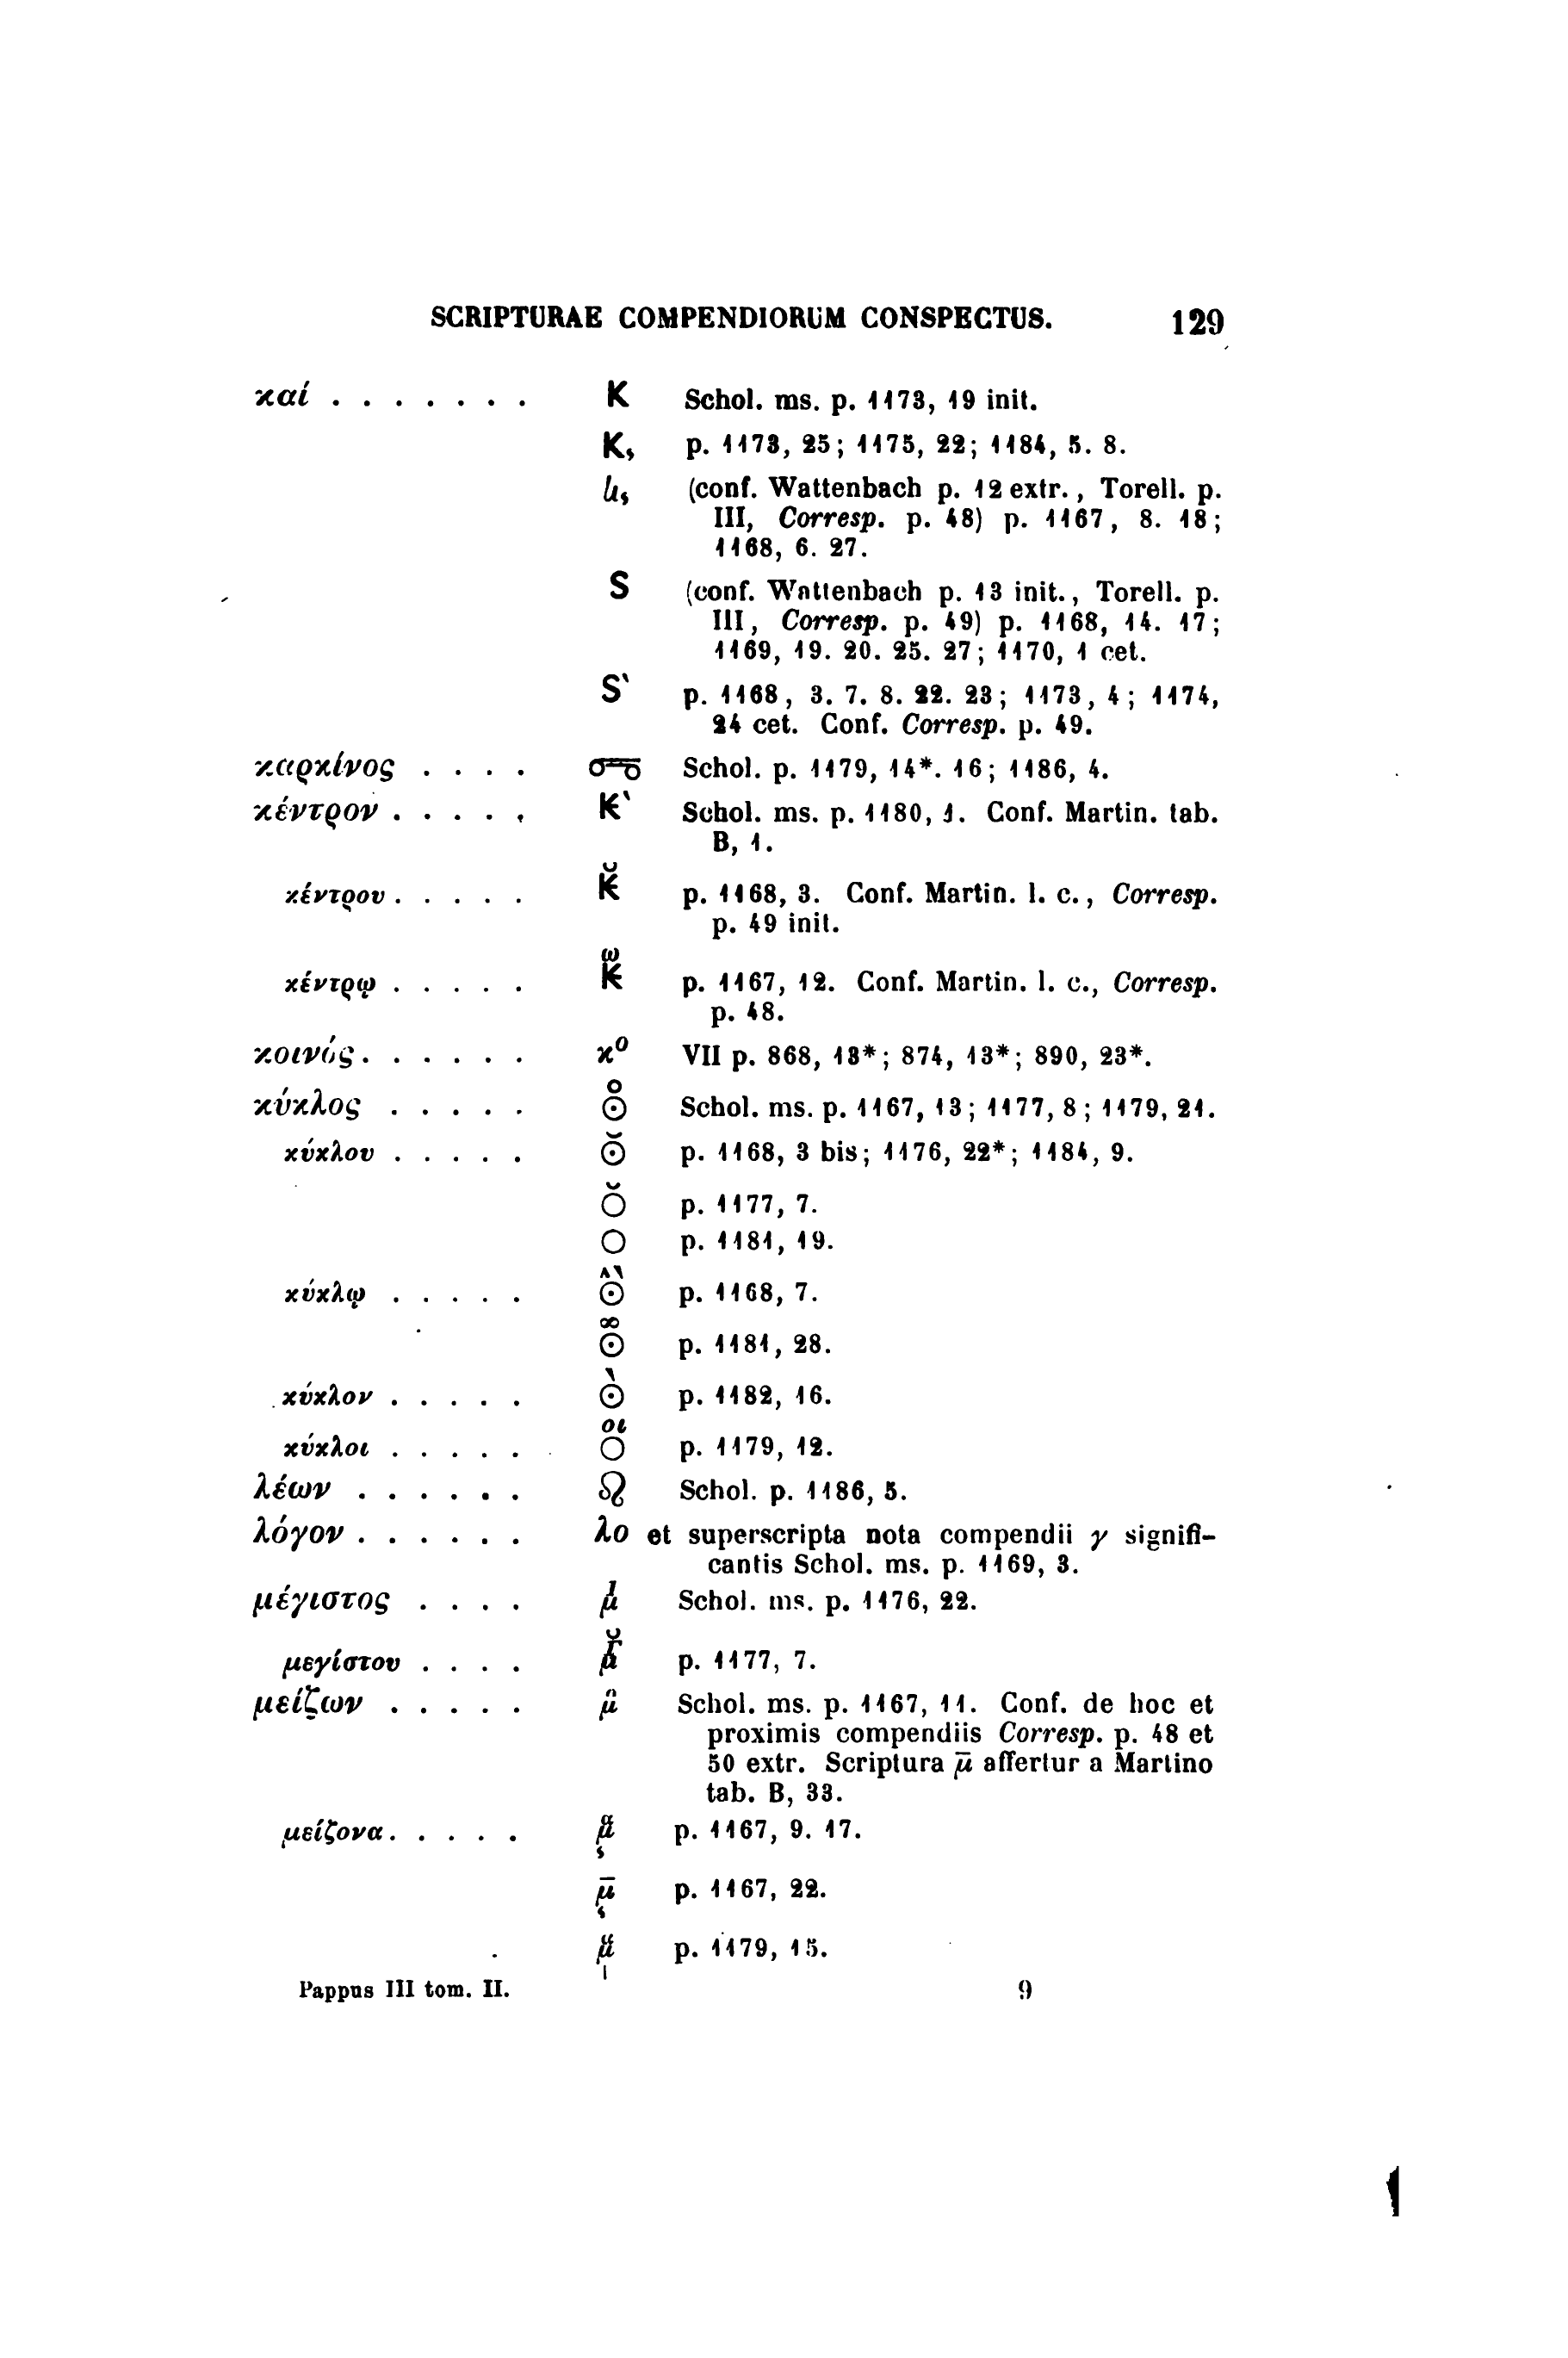 SCRIPTURAE COMPENDIORUM CONSPECTUS. 129
καί . . . . . . . K Schol. ms. p. 1173, 19 init.
K, p. 1173, 25; 1175, 22; 1184, 5. 8.
(conf. Wattenbach p. 12 extr., Torell. p.
III, Corresp. p. 48) p. 1167, 8. 18;
1168, 6. 27.
S (conf. Wattenbach p. 13 init., Torell. p.
III, Corresp. p. 49) p. 1168, 14. 17;
1169, 19. 20. 25. 27; 1170, 1 cet.
S‵ p. 1168, 3. 7. 8. 22. 23; 1173, 4; 1174,
24 cet. Conf. Corresp. p. 49.
καρκίνος . . . . Schol. p. 1179, 14*. 16; 1186, 4.
κέντρον . . . . . Schol. ms. p. 1180, 1. Conf. Martin. tab.
B, 1.
κέντρου . . . . . p. 1168, 3. Conf. Martin. l. c., Corresp.
p. 49 init.
κέντρῳ . . . . . p. 1167, 12. Conf. Martin. l. c., Corresp.
p. 48.
κοινός . . . . . . κο VII p. 868, 13*; 874, 13*; 890, 23*.
κύκλος . . . . . ⊙̊ Schol. ms. p. 1167, 13; 1177, 8; 1179, 21.
κύκλου . . . . . ⊙̆ p. 1168, 3 bis; 1176, 22*; 1184, 9.
Ŏ p. 1177, 7.
○ p. 1181, 19.
κύκλῳ . . . . . ⊙ p. 1168, 7.
⊙ p. 1181, 28.
κύκλον . . . . . ⊙̀ p. 1182, 16.
κύκλοι . . . . . ○ οι p. 1179, 12.
λέων . . . . . . ♌ Schol. p. 1186, 5.
λόγον . . . . . . λο et superscripta nota compendii γ signifi-
cantis Schol. ms. p. 1169, 3.
μέγιστος . . . . Schol. ms. p. 1176, 22.
μεγίστου . . . . p. 1177, 7.
μείζων . . . . . Schol. ms. p. 1167, 11. Conf. de hoc et
proximis compendiis Corresp. p. 48 et
50 extr. Scriptura μ̄ affertur a Martino
tab. B, 33.
μείζονα . . . . . p. 1167, 9. 17.
μ̄ p. 1167, 22.
p. 1179, 15.
Pappus III tom. II. 9